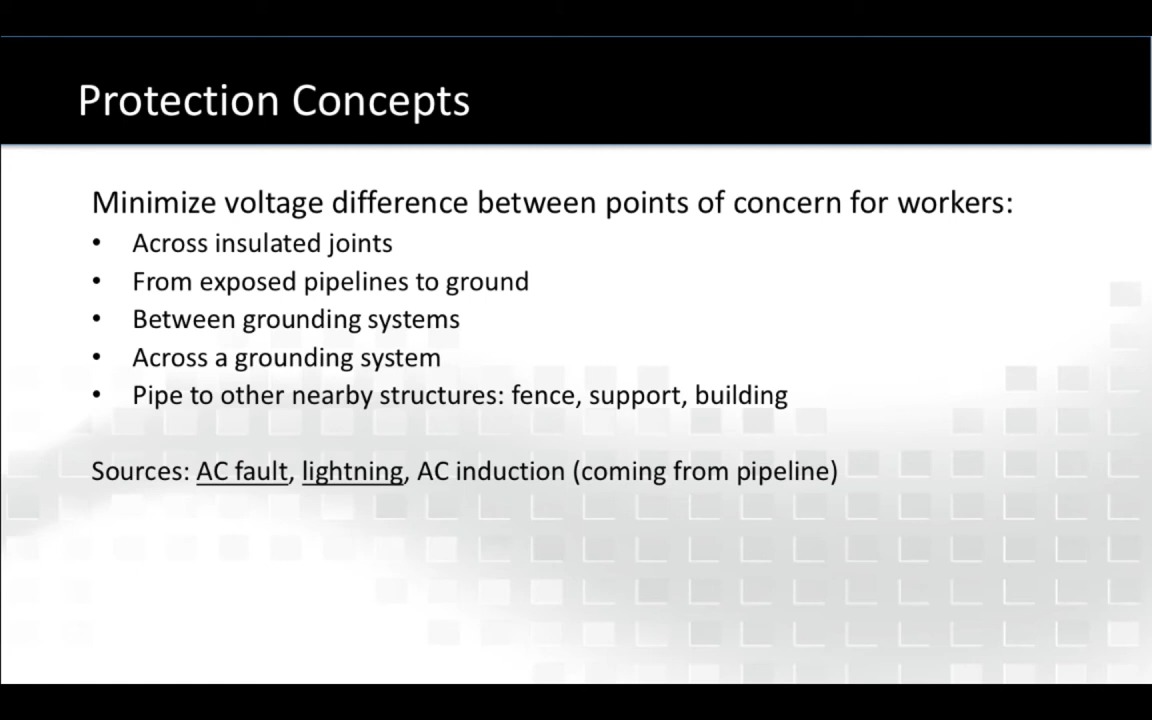 Protection Concepts
Minimize voltage difference between points of concern for workers:
• Across insulated joints
• From exposed pipelines to ground
• Between grounding systems
• Across a grounding system
• Pipe to other nearby structures: fence, support, building
Sources: AC fault, lightning, AC induction (coming from pipeline)